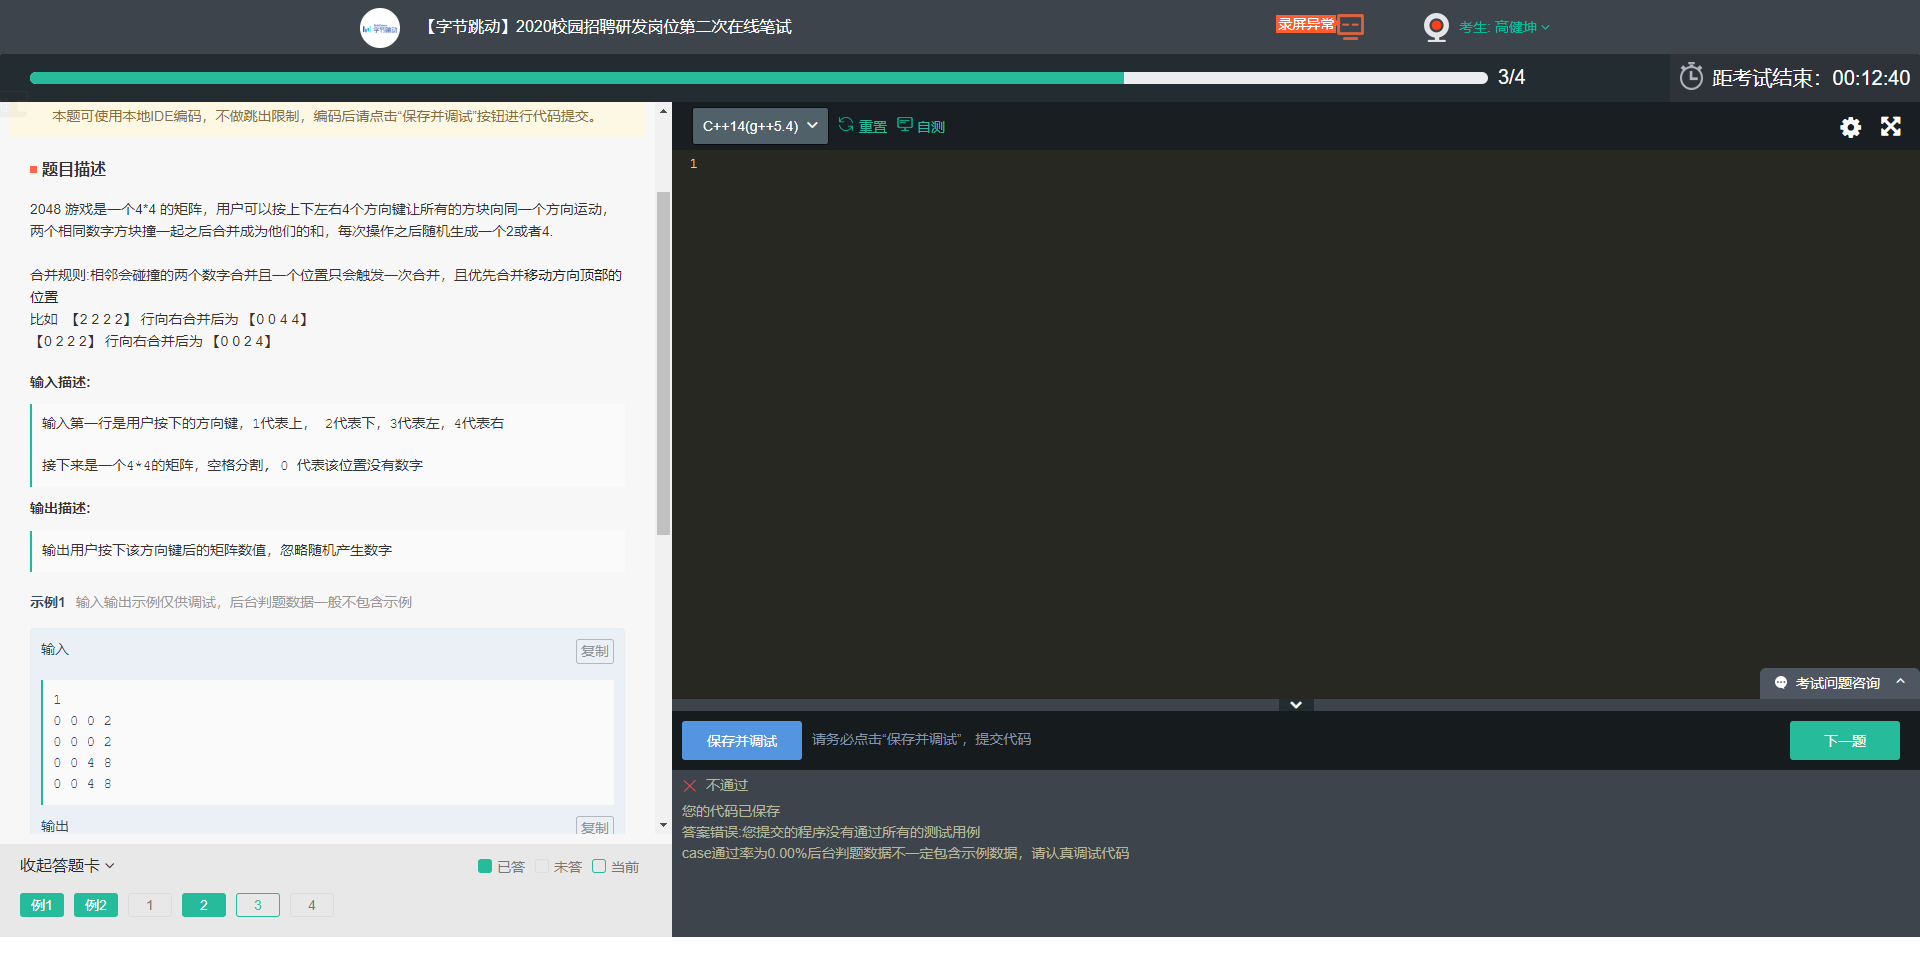 【字节跳动】2020校园招聘研发岗位第二次在线笔试
录屏异常
考生: 高健坤
3/4
距考试结束：00:12:40
本题可使用本地IDE编码，不做跳出限制，编码后请点击“保存并调试”按钮进行代码提交。
题目描述
2048 游戏是一个4*4 的矩阵，用户可以按上下左右4个方向键让所有的方块向同一个方向运动，
两个相同数字方块撞一起之后合并成为他们的和，每次操作之后随机生成一个2或者4.
合并规则:相邻会碰撞的两个数字合并且一个位置只会触发一次合并，且优先合并移动方向顶部的
位置
比如 【2 2 2 2】 行向右合并后为 【0 0 4 4】
【0 2 2 2】 行向右合并后为 【0 0 2 4】
输入描述:
输入第一行是用户按下的方向键，1代表上， 2代表下，3代表左，4代表右
接下来是一个4*4的矩阵，空格分割，0 代表该位置没有数字
输出描述:
输出用户按下该方向键后的矩阵数值，忽略随机产生数字
示例1 输入输出示例仅供调试，后台判题数据一般不包含示例
输入
复制
1
0 0 0 2
0 0 0 2
0 0 4 8
0 0 4 8
输出
复制
收起答题卡
已答 未答 当前
例1 例2 1 2 3 4
C++14(g++5.4) 重置 自测
1
考试问题咨询
保存并调试 请务必点击“保存并调试”，提交代码
下一题
不通过
您的代码已保存
答案错误:您提交的程序没有通过所有的测试用例
case通过率为0.00%后台判题数据不一定包含示例数据，请认真调试代码